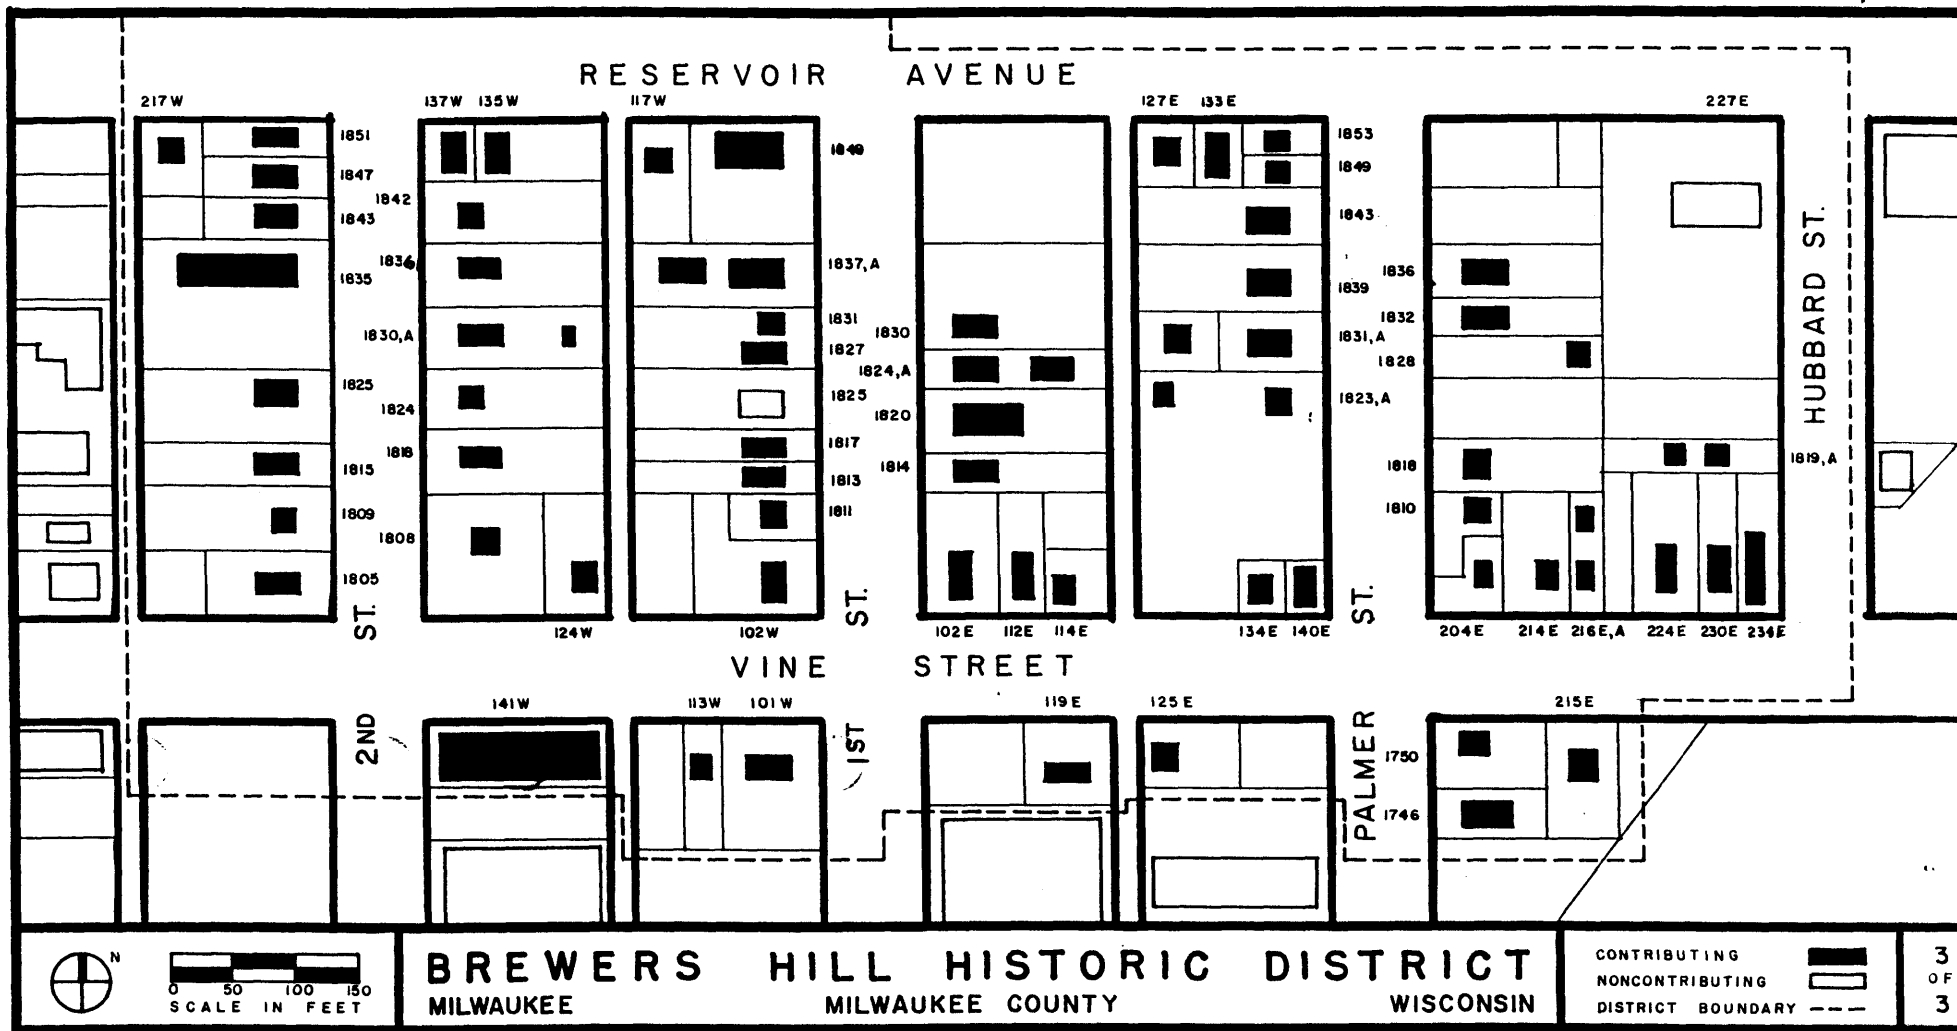 RESERVOIR AVENUE
217W 137W 135W 117W 127E 133E 227E
1851
1847
1843
1835
1825
1815
1809
1805
1842
1836
1830,A
1824
1818
1808
1849
1837,A
1831
1827
1825
1817
1813
1811
1830
1824,A
1820
1814
1853
1849
1843
1839
1831,A
1823,A
1836
1832
1828
1818
1810
1819,A
HUBBARD ST.
ST. ST. ST.
124W 102W 102E 112E 114E 134E 140E 204E 214E 216E,A 224E 230E 234E
VINE STREET
141W 113W 101W 119E 125E 215E
2ND 1ST PALMER
1750
1746
N
0 50 100 150
SCALE IN FEET
BREWERS HILL HISTORIC DISTRICT
MILWAUKEE MILWAUKEE COUNTY WISCONSIN
CONTRIBUTING
NONCONTRIBUTING
DISTRICT BOUNDARY
3
OF
3